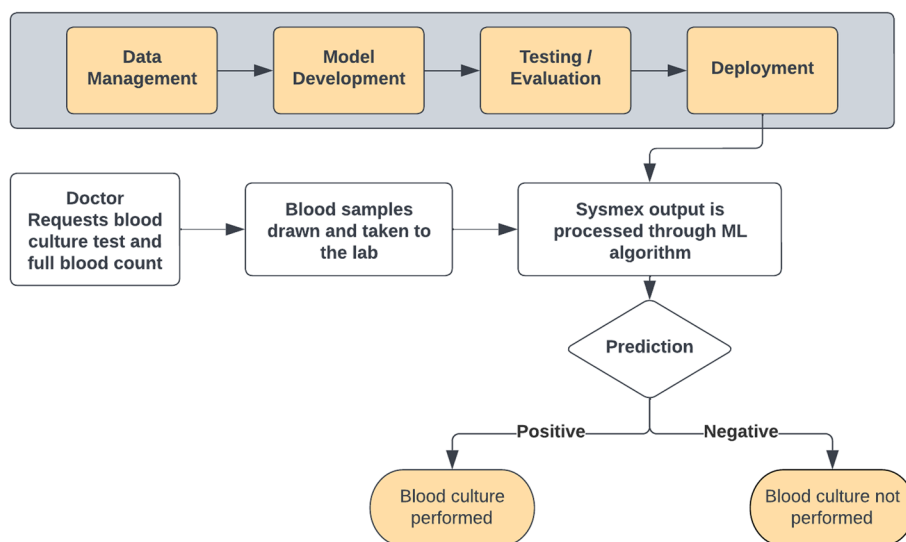 Data
Management
Model
Development
Testing /
Evaluation
Deployment
Doctor
Requests blood
culture test and
full blood count
Blood samples
drawn and taken to
the lab
Sysmex output is
processed through ML
algorithm
Prediction
Positive
Negative
Blood culture
performed
Blood culture not
performed